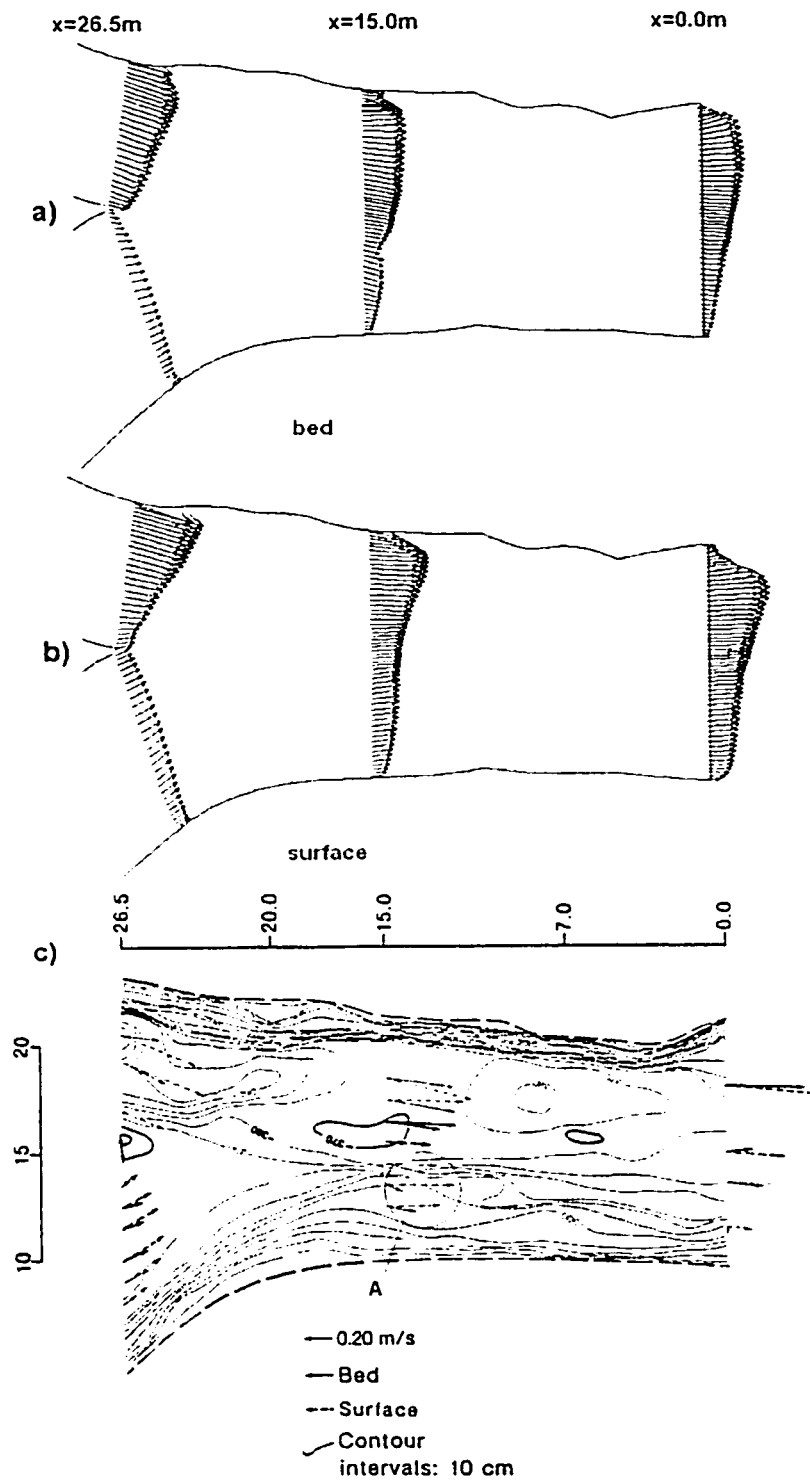 x=26.5m x=15.0m x=0.0m
a)
bed
b)
surface
26.5 20.0 15.0 7.0 0.0
c)
20
15
10
A
0.20 m/s
Bed
Surface
Contour
intervals: 10 cm